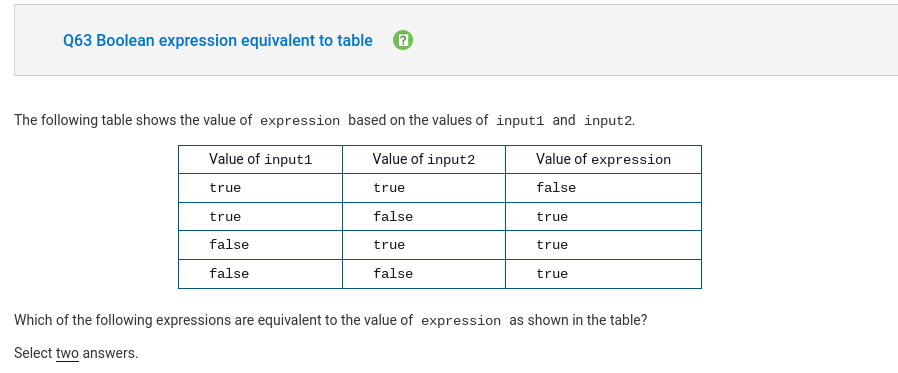 Q63 Boolean expression equivalent to table ?
The following table shows the value of expression based on the values of input1 and input2.
Value of input1 Value of input2 Value of expression
true true false
true false true
false true true
false false true
Which of the following expressions are equivalent to the value of expression as shown in the table?
Select two answers.